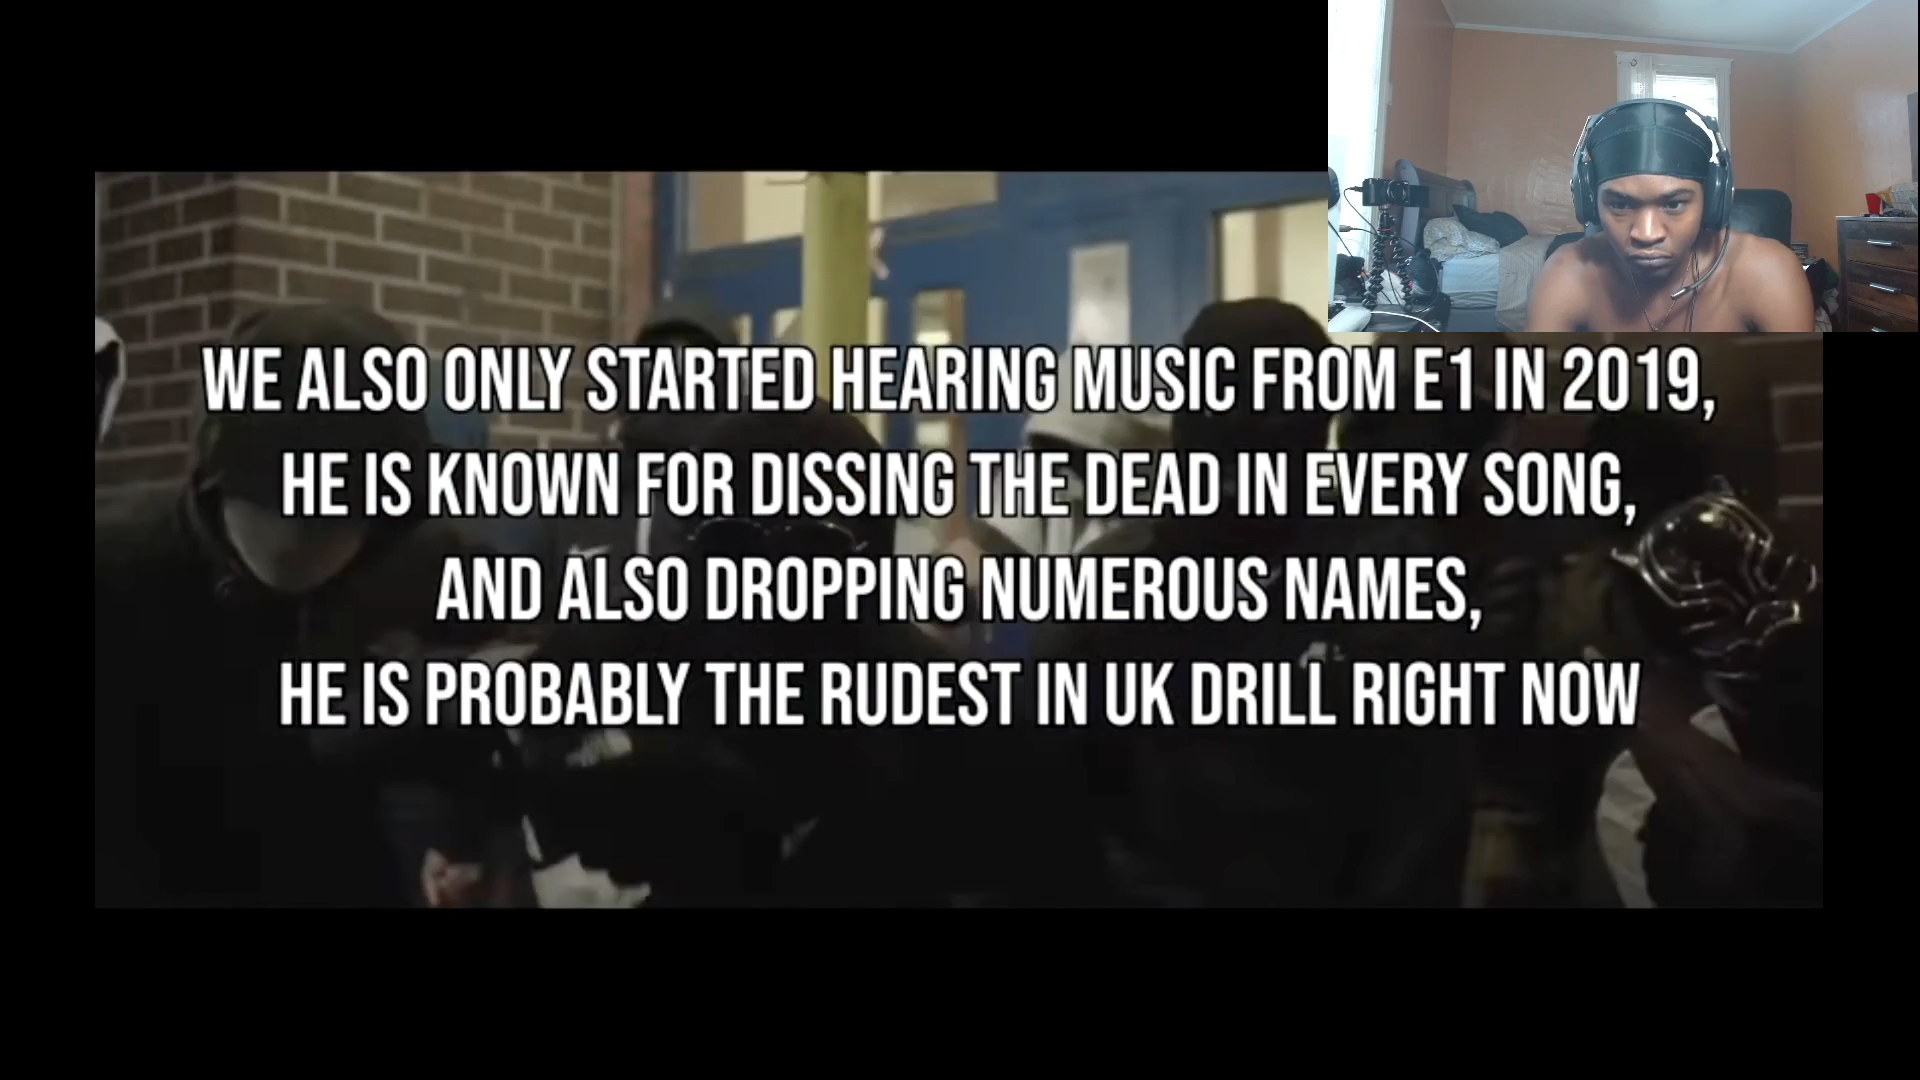 WE ALSO ONLY STARTED HEARING MUSIC FROM E1 IN 2019,
HE IS KNOWN FOR DISSING THE DEAD IN EVERY SONG,
AND ALSO DROPPING NUMEROUS NAMES,
HE IS PROBABLY THE RUDEST IN UK DRILL RIGHT NOW